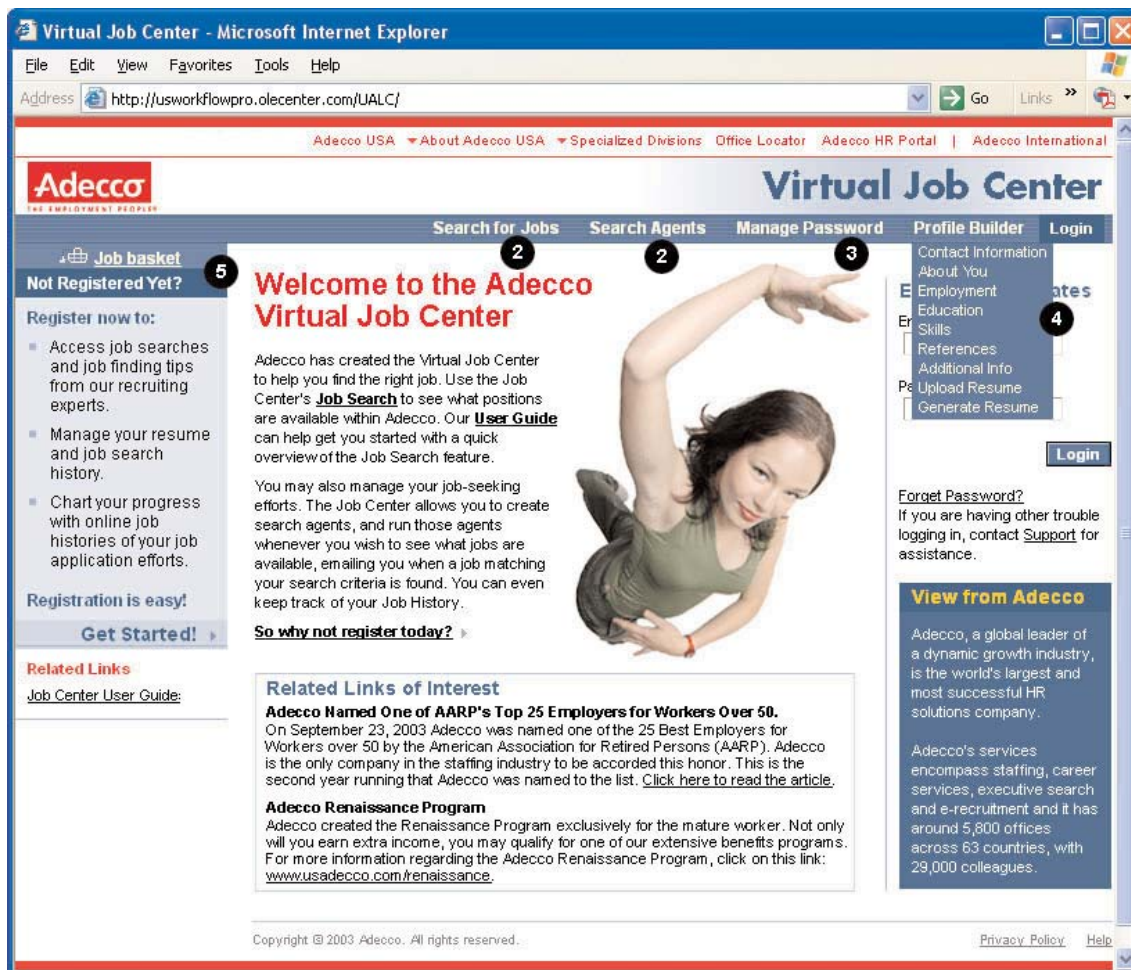 Virtual Job Center - Microsoft Internet Explorer
File Edit View Favorites Tools Help
Address http://usworkflowpro.olecenter.com/UALC/ Go Links »
Adecco USA About Adecco USA Specialized Divisions Office Locator Adecco HR Portal | Adecco International
Adecco
THE EMPLOYMENT PEOPLE
Virtual Job Center
Search for Jobs Search Agents Manage Password Profile Builder Login
2 2 3
Job basket
5
Not Registered Yet?
Register now to:
Access job searches
and job finding tips
from our recruiting
experts.
Manage your resume
and job search
history.
Chart your progress
with online job
histories of your job
application efforts.
Registration is easy!
Get Started!
Related Links
Job Center User Guide:
Welcome to the Adecco
Virtual Job Center
Adecco has created the Virtual Job Center
to help you find the right job. Use the Job
Center's Job Search to see what positions
are available within Adecco. Our User Guide
can help get you started with a quick
overview of the Job Search feature.
You may also manage your job-seeking
efforts. The Job Center allows you to create
search agents, and run those agents
whenever you wish to see what jobs are
available, emailing you when a job matching
your search criteria is found. You can even
keep track of your Job History.
So why not register today?
Related Links of Interest
Adecco Named One of AARP's Top 25 Employers for Workers Over 50.
On September 23, 2003 Adecco was named one of the 25 Best Employers for
Workers over 50 by the American Association for Retired Persons (AARP). Adecco
is the only company in the staffing industry to be accorded this honor. This is the
second year running that Adecco was named to the list. Click here to read the article.
Adecco Renaissance Program
Adecco created the Renaissance Program exclusively for the mature worker. Not only
will you earn extra income, you may qualify for one of our extensive benefits programs.
For more information regarding the Adecco Renaissance Program, click on this link:
www.usadecco.com/renaissance.
Contact Information
About You
Employment
Education
Skills
References
Additional Info
Upload Resume
Generate Resume
4
Login
Forget Password?
If you are having other trouble
logging in, contact Support for
assistance.
View from Adecco
Adecco, a global leader of
a dynamic growth industry,
is the world's largest and
most successful HR
solutions company.
Adecco's services
encompass staffing, career
services, executive search
and e-recruitment and it has
around 5,800 offices
across 63 countries, with
29,000 colleagues.
Copyright © 2003 Adecco. All rights reserved.
Privacy Policy Help